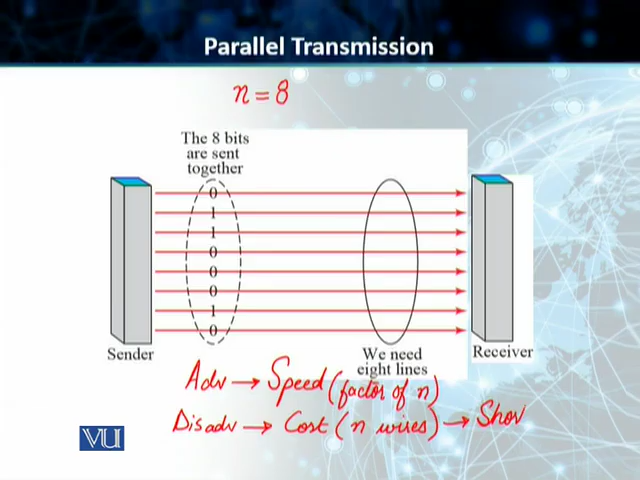 Parallel Transmission
n = 8
The 8 bits
are sent
together
0
1
1
0
0
0
1
0
Sender
We need
eight lines
Receiver
Adv → Speed (factor of n)
Disadv → Cost (n wires) → Shov
VU